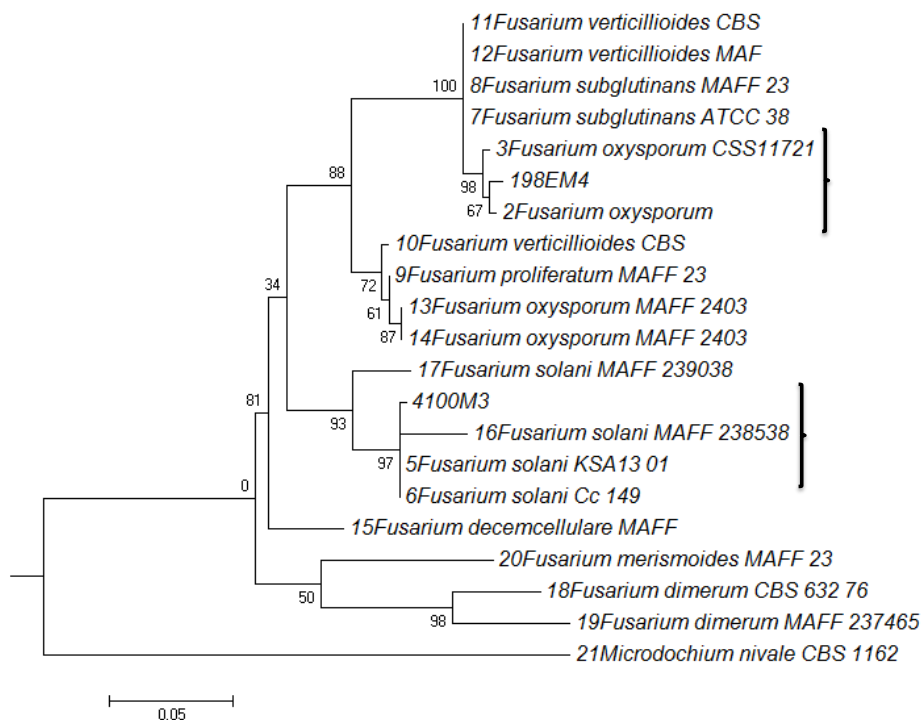 11Fusarium verticillioides CBS
12Fusarium verticillioides MAF
100
8Fusarium subglutinans MAFF 23
7Fusarium subglutinans ATCC 38
3Fusarium oxysporum CSS11721
88
98
198EM4
67
2Fusarium oxysporum
10Fusarium verticillioides CBS
72
9Fusarium proliferatum MAFF 23
34
61
13Fusarium oxysporum MAFF 2403
87
14Fusarium oxysporum MAFF 2403
17Fusarium solani MAFF 239038
81
93
4100M3
16Fusarium solani MAFF 238538
97
5Fusarium solani KSA13 01
0
6Fusarium solani Cc 149
15Fusarium decemcellulare MAFF
20Fusarium merismoides MAFF 23
50
18Fusarium dimerum CBS 632 76
98
19Fusarium dimerum MAFF 237465
21Microdochium nivale CBS 1162
0.05